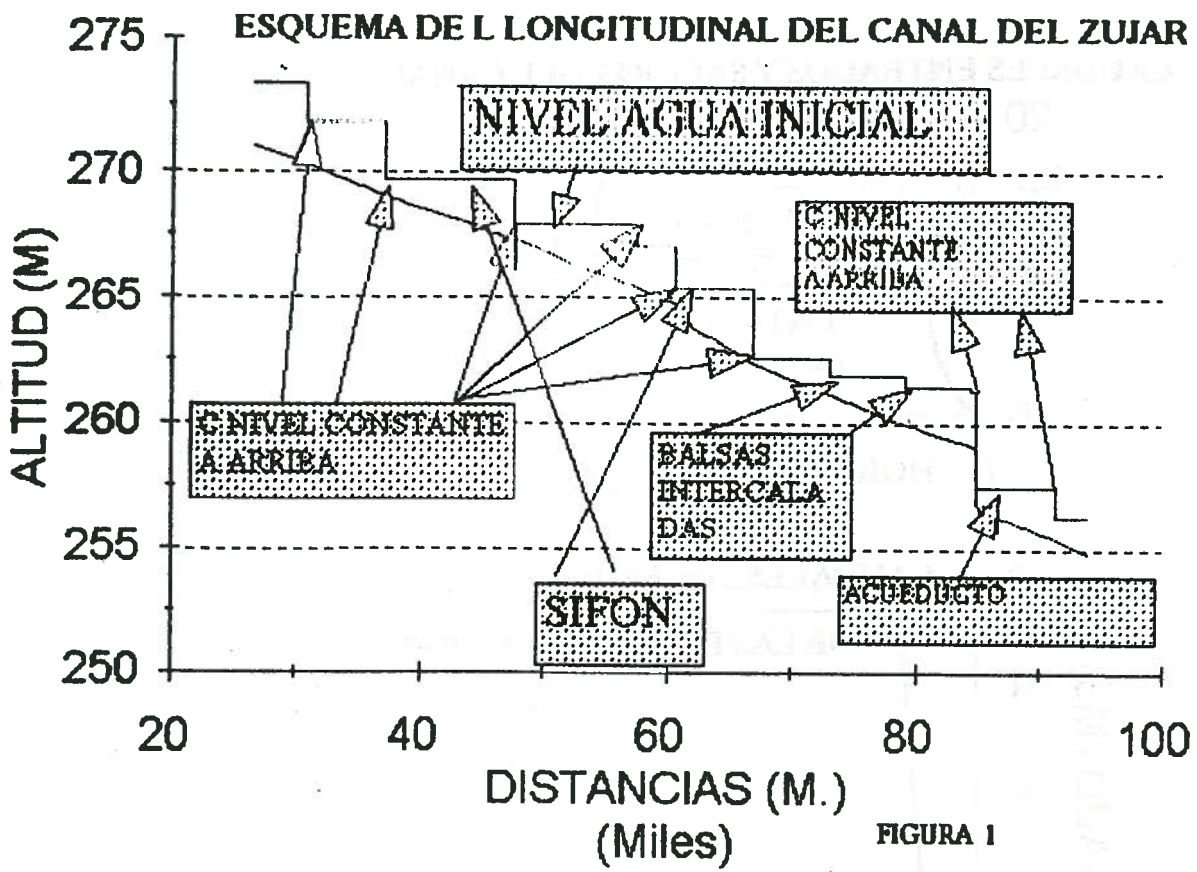 ESQUEMA DE L LONGITUDINAL DEL CANAL DEL ZUJAR
275
270
265
260
255
250
ALTITUD (M)
NIVEL AGUA INICIAL
C NIVEL
CONSTANTE
A ARRIBA
C NIVEL CONSTANTE
A ARRIBA
BALSAS
INTERCALA
DAS
SIFON
ACUEDUCTO
20
40
60
80
100
DISTANCIAS (M.)
(Miles)
FIGURA 1